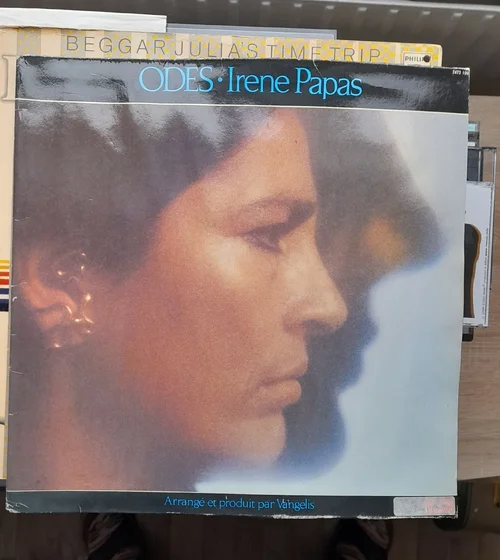 BEGGAR JULIA'S TIME TRIP
PHILIPS
ODES · Irene Papas
Arrangé et produit par Vangelis